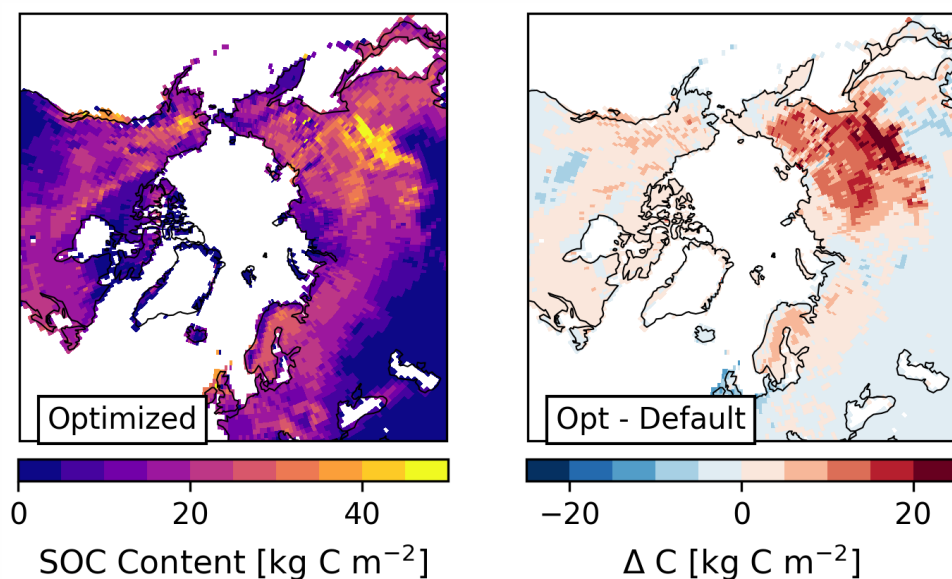 Optimized
Opt - Default
0 20 40
−20 0 20
SOC Content [kg C m⁻²]
Δ C [kg C m⁻²]